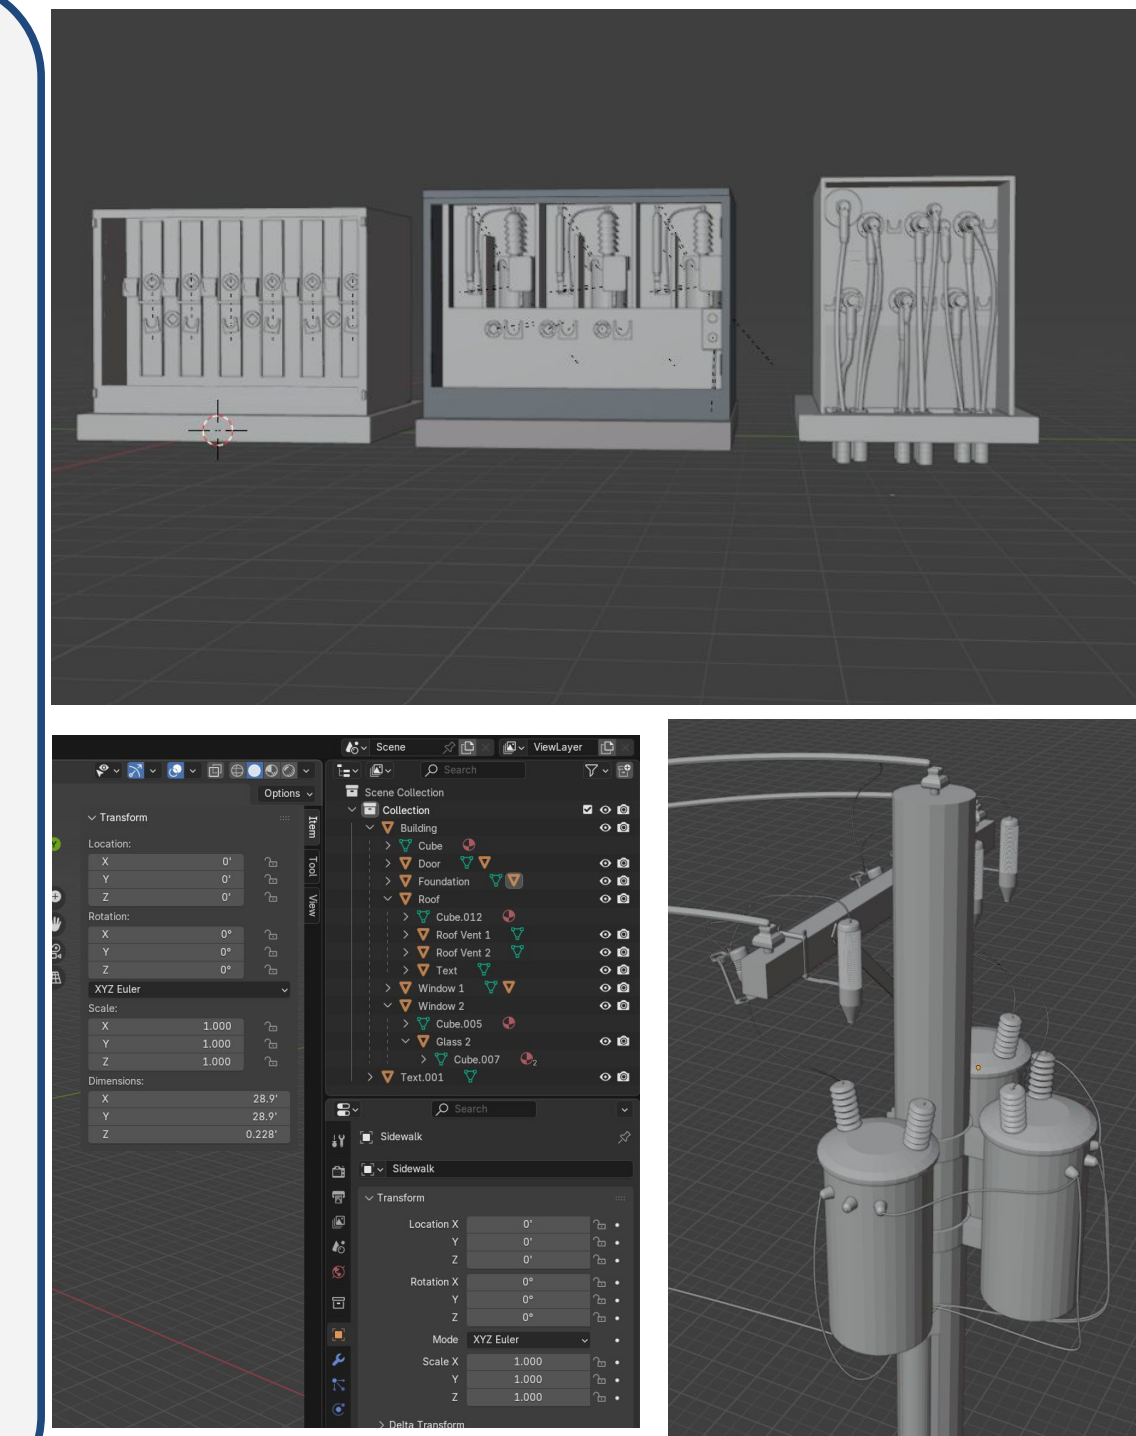 Scene
ViewLayer
Search
Options
Scene Collection
Transform
Collection
Item
Building
Location:
Cube
X 0'
Door
Tool
Y 0'
Foundation
Z 0'
Roof
View
Rotation:
Cube.012
X 0°
Roof Vent 1
Y 0°
Roof Vent 2
Z 0°
Text
XYZ Euler
Window 1
Scale:
Window 2
X 1.000
Cube.005
Y 1.000
Glass 2
Z 1.000
Cube.007 2
Dimensions:
Text.001
X 28.9'
Y 28.9'
Z 0.228'
Search
Sidewalk
Sidewalk
Transform
Location X 0'
Y 0'
Z 0'
Rotation X 0°
Y 0°
Z 0°
Mode XYZ Euler
Scale X 1.000
Y 1.000
Z 1.000
Delta Transform